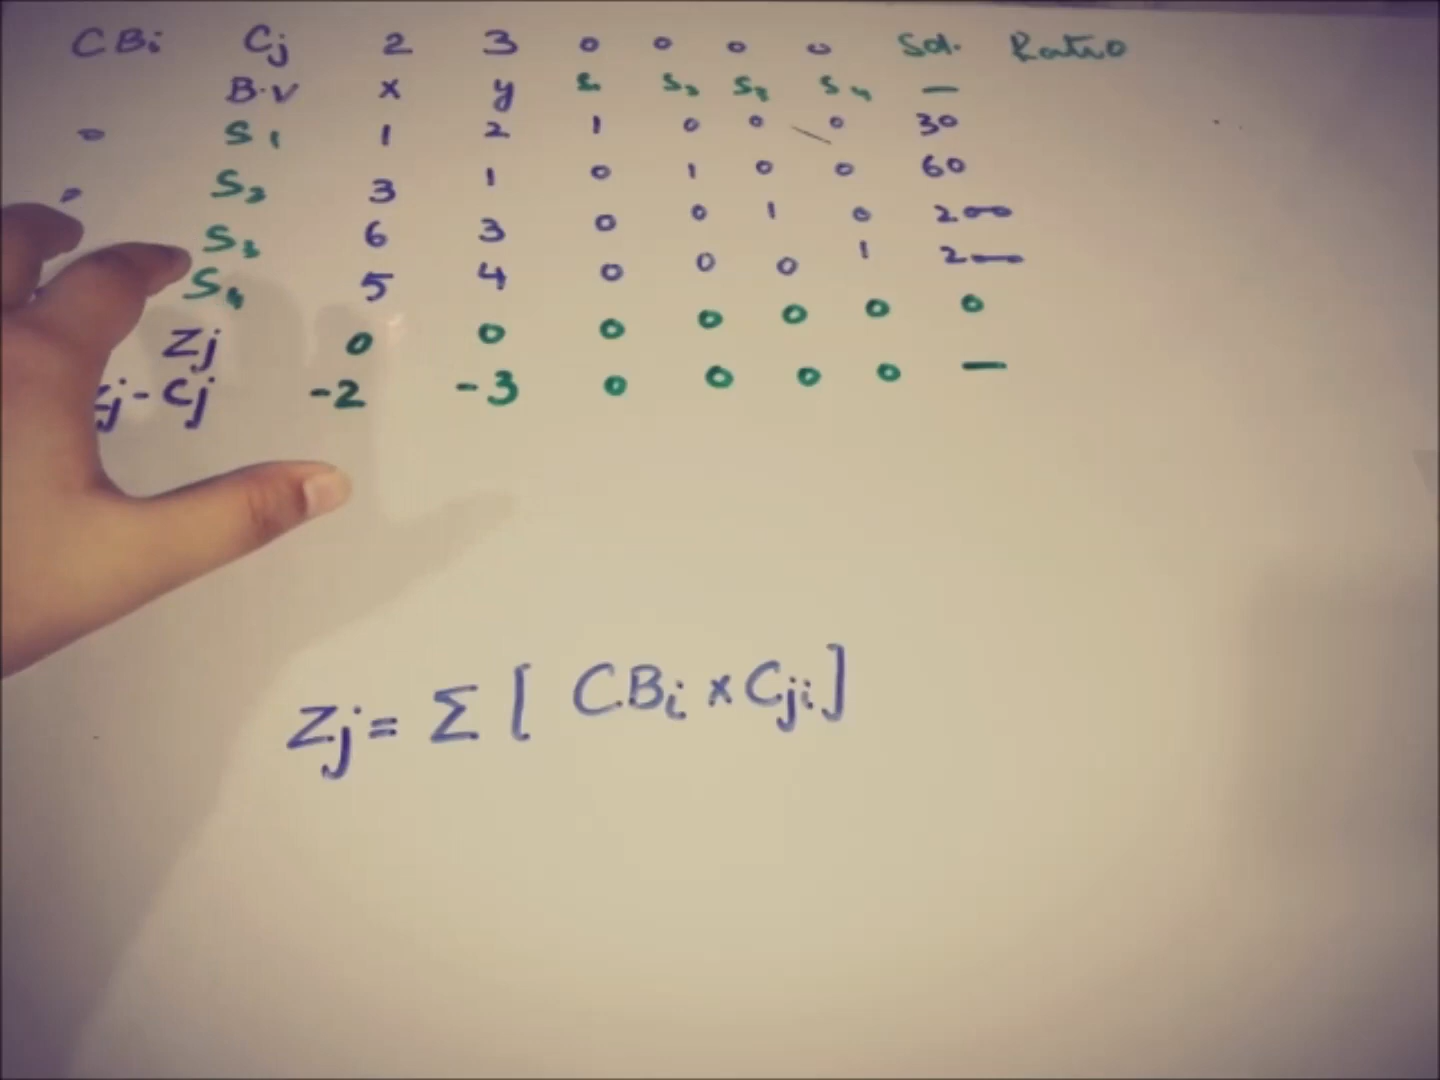 CBi Cj 2 3 0 0 0 0 Sol. Ratio
B.V x y S1 S2 S3 S4 —
0 S1 1 2 1 0 0 0 30
0 S2 3 1 0 1 0 0 60
S3 6 3 0 0 1 0 200
S4 5 4 0 0 0 1 200
Zj 0 0 0 0 0 0 0
j - Cj -2 -3 0 0 0 0 —
Zj = Σ [ CBi x Cji ]